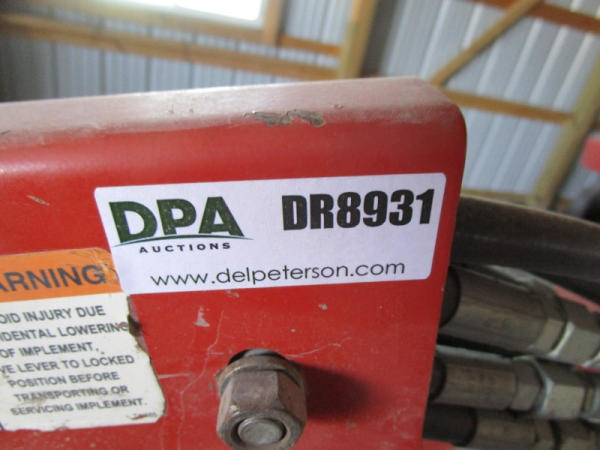 DPA
AUCTIONS
DR8931
www.delpeterson.com
ARNING
OID INJURY DUE
IDENTAL LOWERING
OF IMPLEMENT,
VE LEVER TO LOCKED
POSITION BEFORE
TRANSPORTING OR
SERVICING IMPLEMENT.